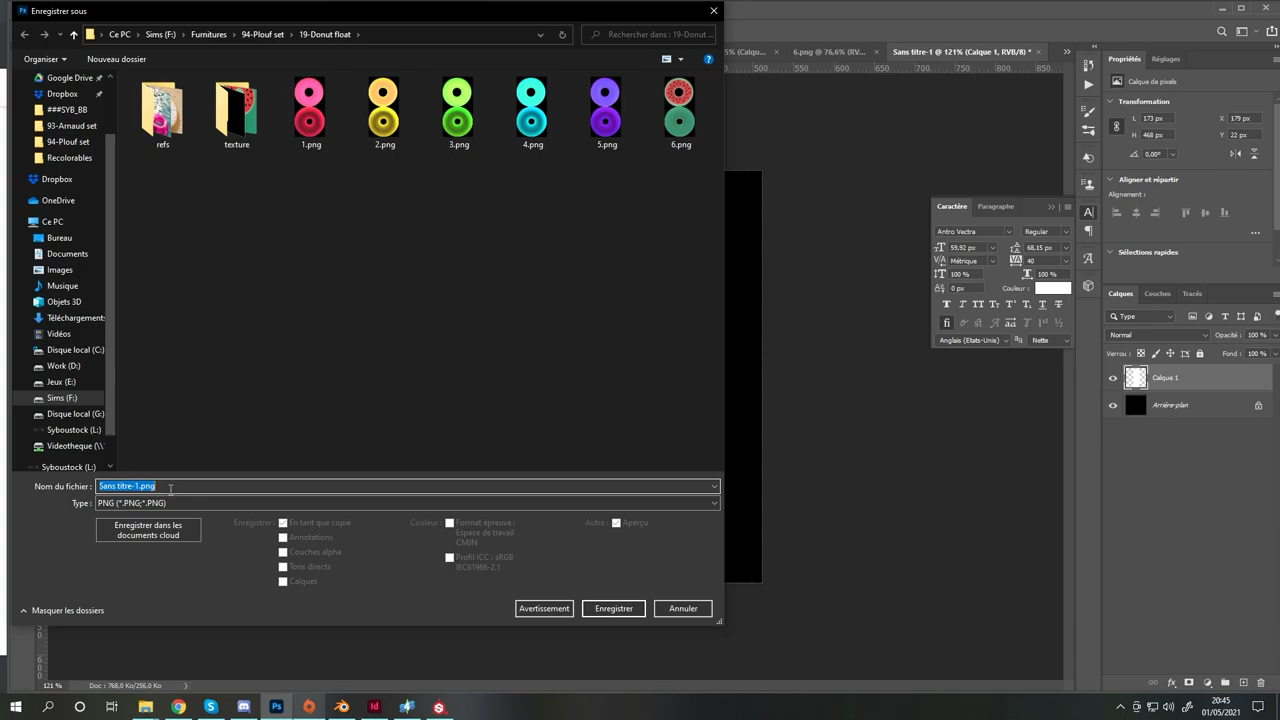 Enregistrer sous
Ce PC
Sims (F:)
Furnitures
94-Plouf set
19-Donut float
Rechercher dans : 19-Donut ...
Organiser
Nouveau dossier
Google Drive
Dropbox
###SYB_BB
93-Arnaud set
94-Plouf set
Recolorables
Dropbox
OneDrive
Ce PC
Bureau
Documents
Images
Musique
Objets 3D
Téléchargements
Vidéos
Disque local (C:)
Work (D:)
Jeux (E:)
Sims (F:)
Disque local (G:)
Syboustock (L:)
Videotheque (\\
Syboustock (L:)
refs
texture
1.png
2.png
3.png
4.png
5.png
6.png
Nom du fichier :
Sans titre-1.png
Type :
PNG (*.PNG;*.PNG)
Enregistrer dans les
documents cloud
Enregistrer :
En tant que copie
Annotations
Couches alpha
Tons directs
Calques
Couleur :
Format épreuve :
Espace de travail
CMJN
Profil ICC : sRGB
IEC61966-2.1
Autre :
Aperçu
Masquer les dossiers
Avertissement
Enregistrer
Annuler
5% (Calqu...
6.png @ 76,6% (RV...
Sans titre-1 @ 121% (Calque 1, RVB/8) *
500
550
600
650
700
750
800
850
Caractère
Paragraphe
Antro Vectra
Regular
59,92 px
68,15 px
Métrique
40
100 %
100 %
0 px
Couleur :
Anglais (Etats-Unis)
Nette
Propriétés
Réglages
Calque de pixels
Transformation
L
173 px
X
179 px
H
468 px
Y
22 px
0,00°
Aligner et répartir
Alignement :
Sélections rapides
Calques
Couches
Tracés
Type
Normal
Opacité :
100 %
Verrou :
Fond :
100 %
Calque 1
Arrière-plan
121 %
Doc : 768,0 Ko/256,0 Ko
20:45
01/05/2021